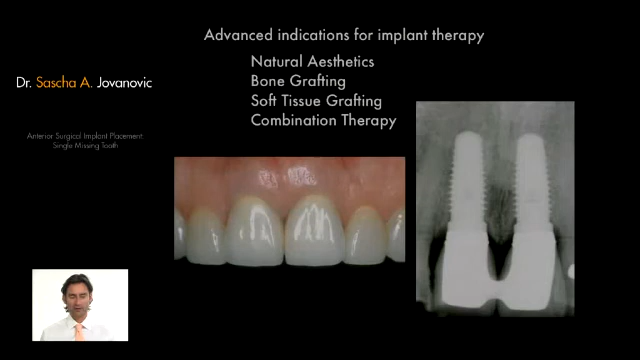 Advanced indications for implant therapy
Natural Aesthetics
Bone Grafting
Soft Tissue Grafting
Combination Therapy
Dr. Sascha A. Jovanovic
Anterior Surgical Implant Placement:
Single Missing Tooth